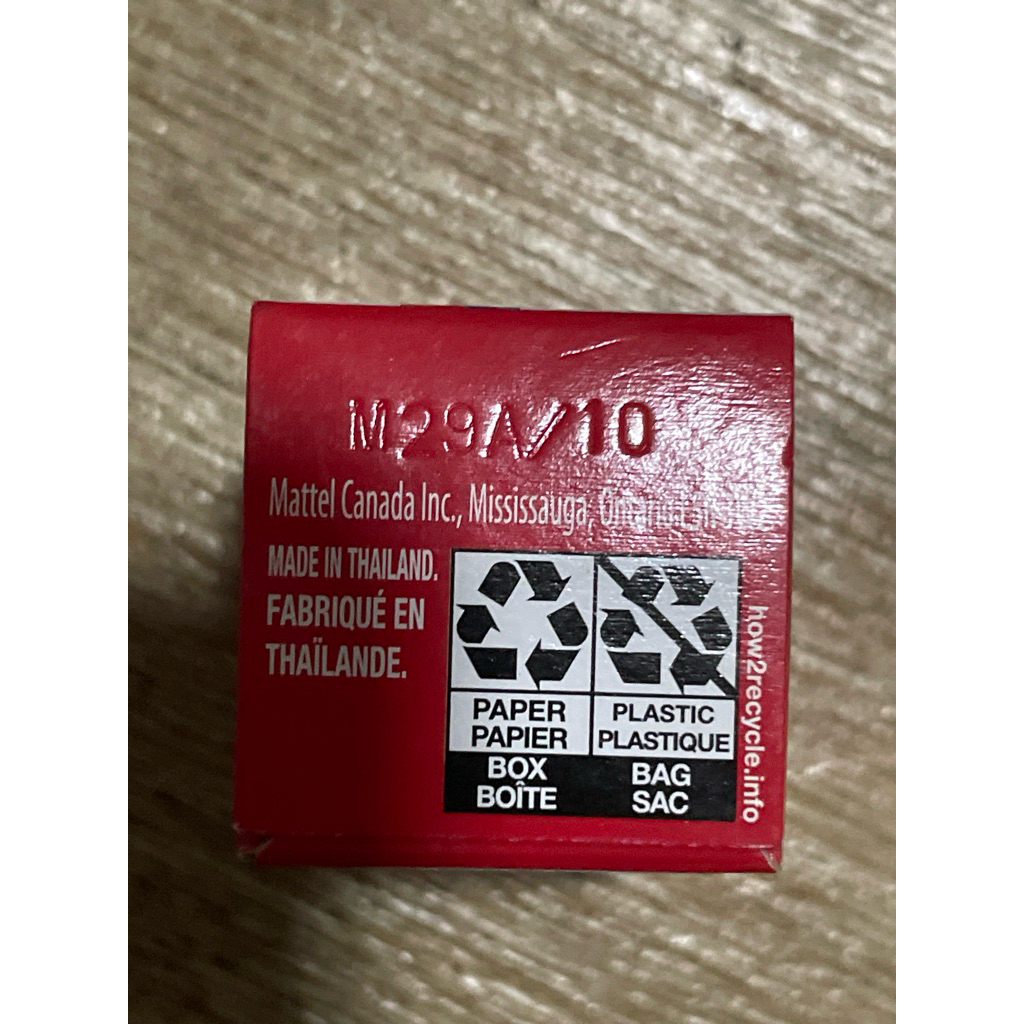 M29A/10
Mattel Canada Inc., Mississauga,
MADE IN THAILAND.
FABRIQUÉ EN
THAÏLANDE.
PAPER
PAPIER
BOX
BOÎTE
PLASTIC
PLASTIQUE
BAG
SAC
how2recycle.info